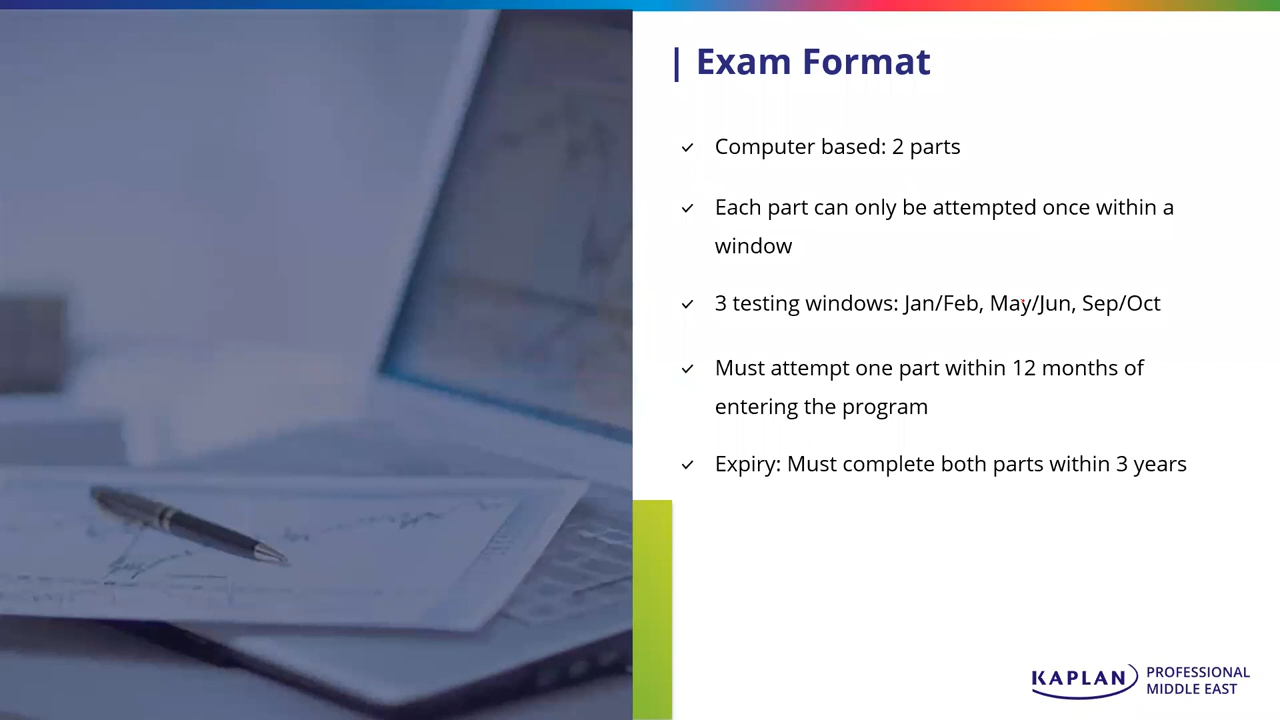 | Exam Format
Computer based: 2 parts
Each part can only be attempted once within a
window
3 testing windows: Jan/Feb, May/Jun, Sep/Oct
Must attempt one part within 12 months of
entering the program
Expiry: Must complete both parts within 3 years
KAPLAN PROFESSIONAL
MIDDLE EAST